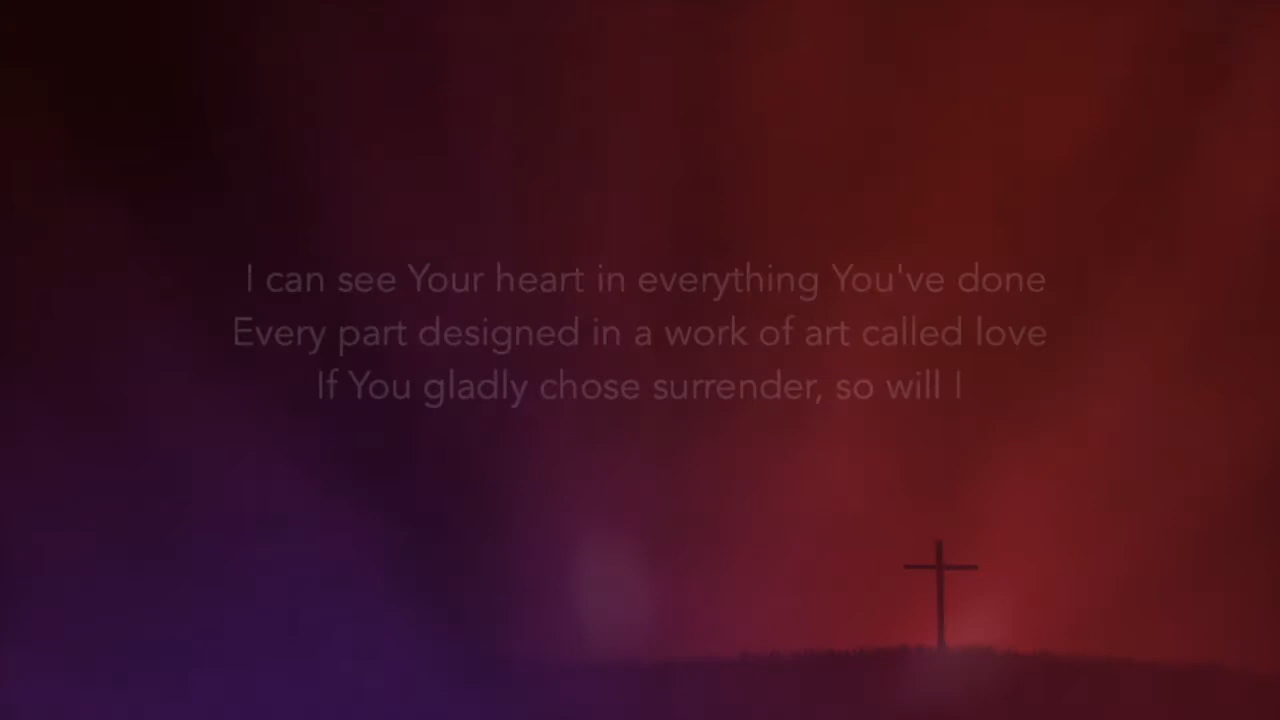 I can see Your heart in everything You've done
Every part designed in a work of art called love
If You gladly chose surrender, so will I